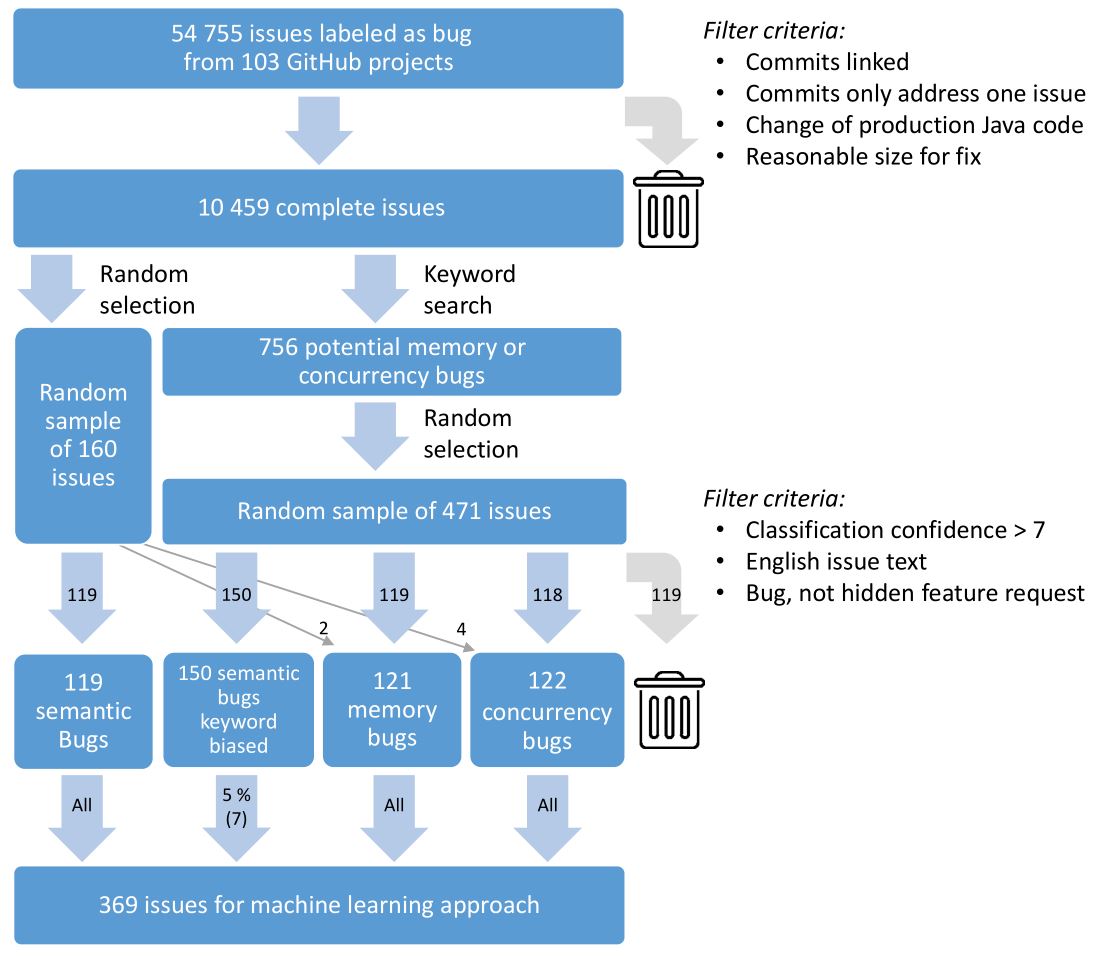 54 755 issues labeled as bug
from 103 GitHub projects
Filter criteria:
• Commits linked
• Commits only address one issue
• Change of production Java code
• Reasonable size for fix
10 459 complete issues
Random
selection
Keyword
search
Random
sample
of 160
issues
756 potential memory or
concurrency bugs
Random
selection
Random sample of 471 issues
Filter criteria:
• Classification confidence > 7
• English issue text
• Bug, not hidden feature request
119
150
119
118
119
2
4
119
semantic
Bugs
150 semantic
bugs
keyword
biased
121
memory
bugs
122
concurrency
bugs
All
5 %
(7)
All
All
369 issues for machine learning approach